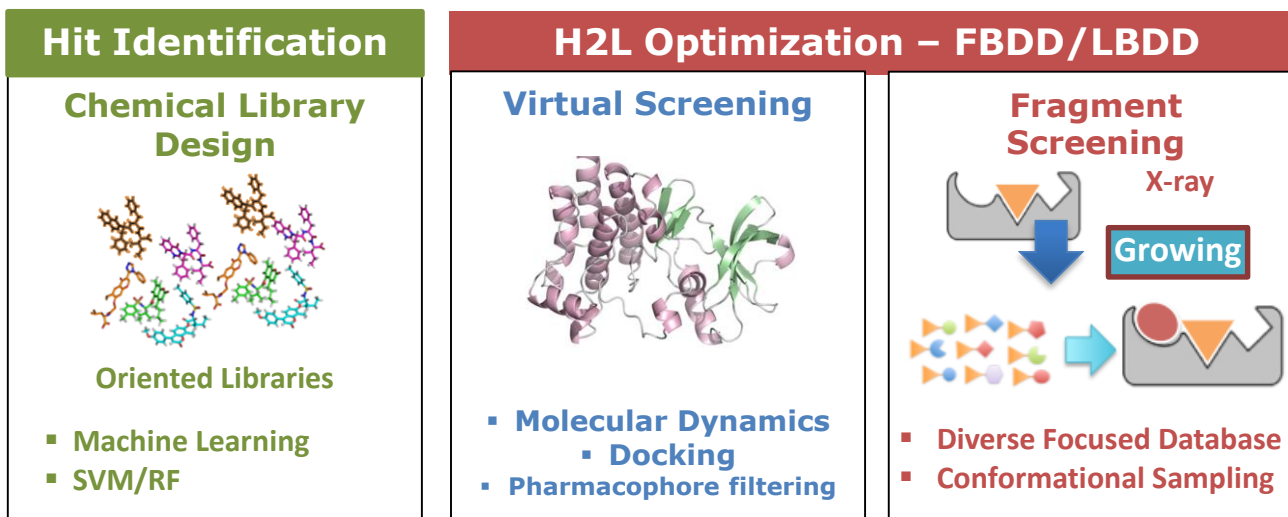 Hit Identification
Chemical Library
Design
Oriented Libraries
▪ Machine Learning
▪ SVM/RF
H2L Optimization – FBDD/LBDD
Virtual Screening
▪ Molecular Dynamics
▪ Docking
▪ Pharmacophore filtering
Fragment
Screening
X-ray
Growing
▪ Diverse Focused Database
▪ Conformational Sampling